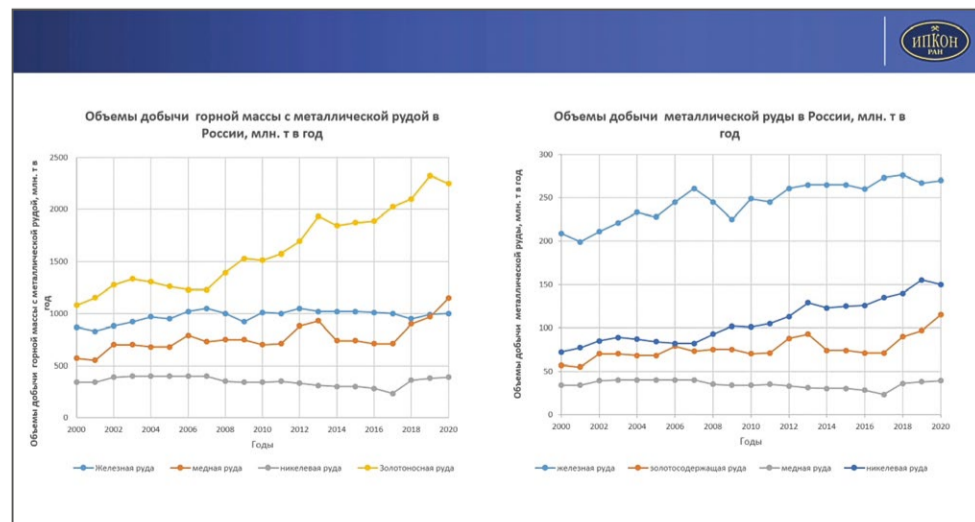 ИПКОН
РАН
Объемы добычи горной массы с металлической рудой в
России, млн. т в год
Объемы добычи горной массы с металлической рудой, млн. т в
год
2500
2000
1500
1000
500
0
2000 2002 2004 2006 2008 2010 2012 2014 2016 2018 2020
Годы
Железная руда медная руда никелевая руда Золотоносная руда
Объемы добычи металлической руды в России, млн. т в
год
Объемы добычи металлической руды, млн. т в год
300
250
200
150
100
50
0
2000 2002 2004 2006 2008 2010 2012 2014 2016 2018 2020
Годы
железная руда золотосодержащая руда медная руда никелевая руда